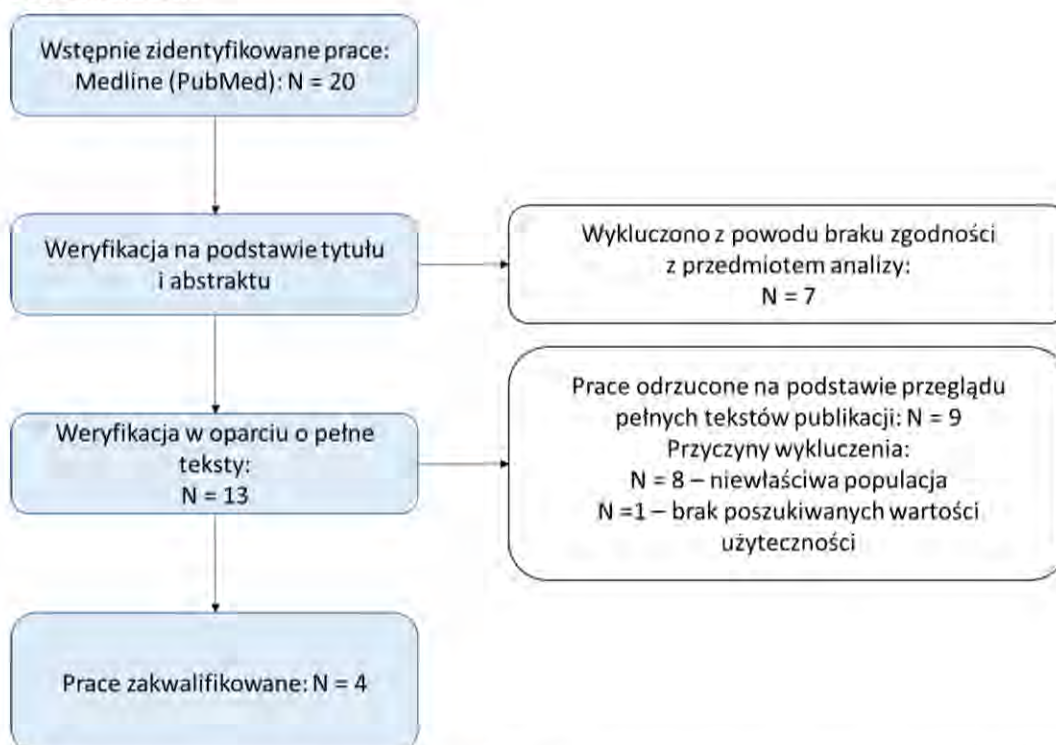 Wstępnie zidentyfikowane prace:
Medline (PubMed): N = 20
Weryfikacja na podstawie tytułu
i abstraktu
Wykluczono z powodu braku zgodności
z przedmiotem analizy:
N = 7
Weryfikacja w oparciu o pełne
teksty:
N = 13
Prace odrzucone na podstawie przeglądu
pełnych tekstów publikacji: N = 9
Przyczyny wykluczenia:
N = 8 – niewłaściwa populacja
N =1 – brak poszukiwanych wartości
użyteczności
Prace zakwalifikowane: N = 4